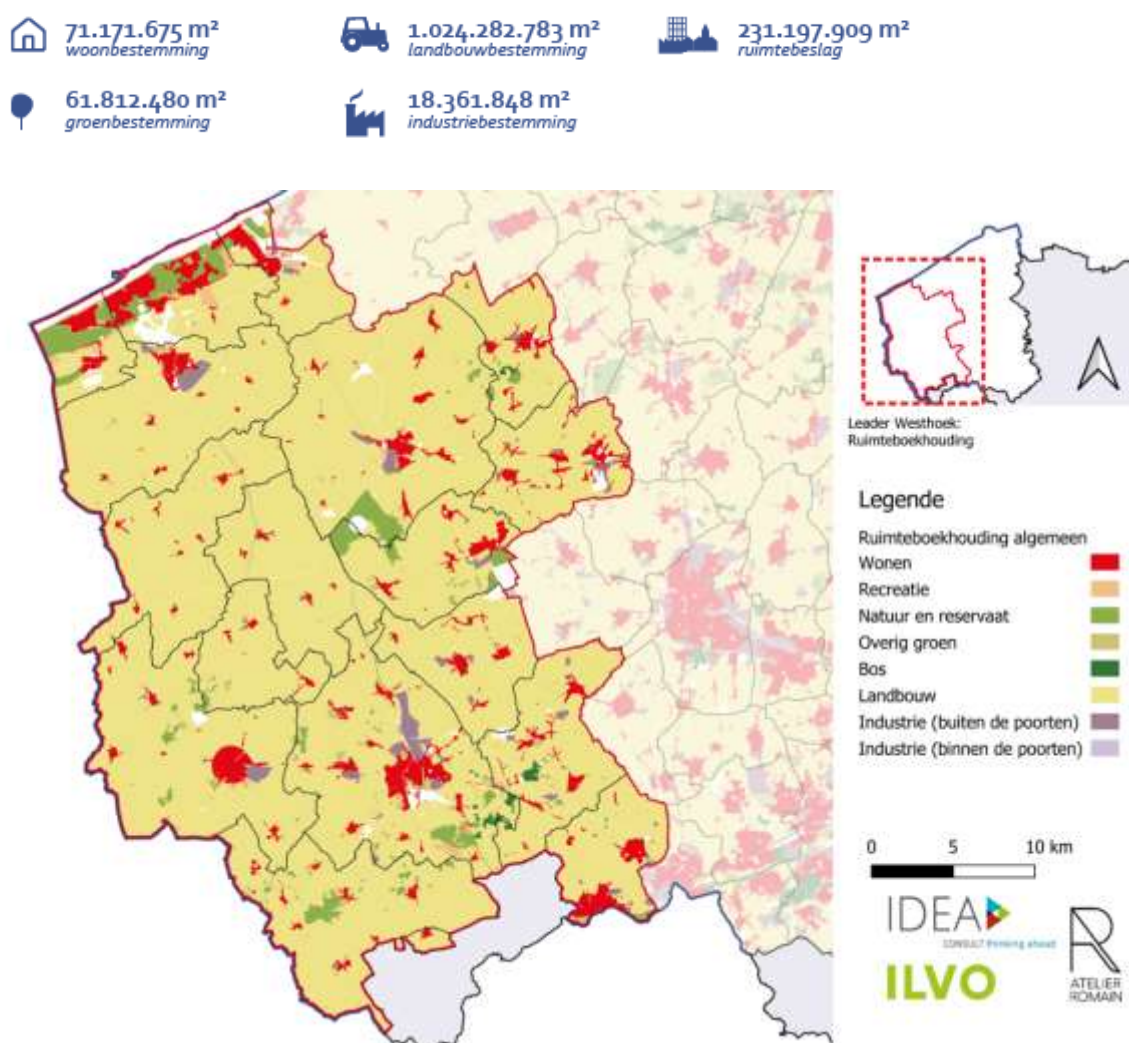 71.171.675 m²
woonbestemming
1.024.282.783 m²
landbouwbestemming
231.197.909 m²
ruimtebeslag
61.812.480 m²
groenbestemming
18.361.848 m²
industriebestemming
Leader Westhoek:
Ruimteboekhouding
Legende
Ruimteboekhouding algemeen
Wonen
Recreatie
Natuur en reservaat
Overig groen
Bos
Landbouw
Industrie (buiten de poorten)
Industrie (binnen de poorten)
0 5 10 km
IDEA
CONSULT thinking ahead
ILVO
R
ATELIER
ROMAIN